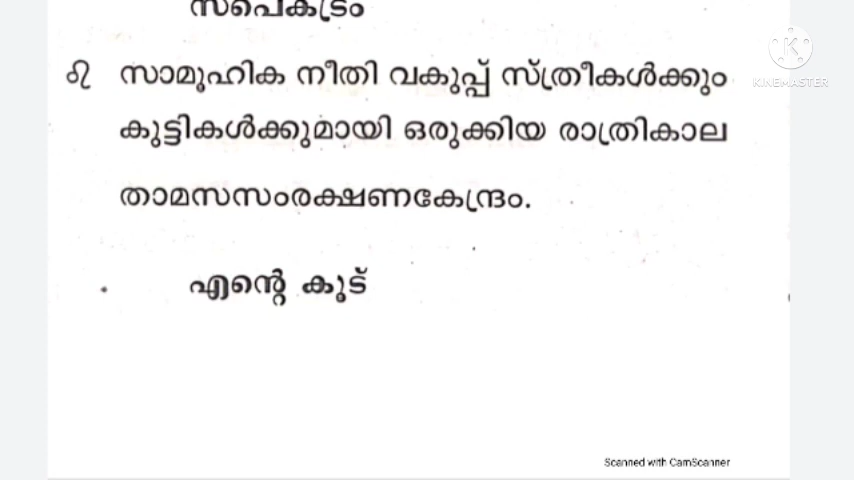 സ്പെക്ട്രം
സാമൂഹിക നീതി വകുപ്പ് സ്ത്രീകൾക്കും
കുട്ടികൾക്കുമായി ഒരുക്കിയ രാത്രികാല
താമസസംരക്ഷണകേന്ദ്രം.
എന്റെ കൂട്
K
KINEMASTER
Scanned with CamScanner